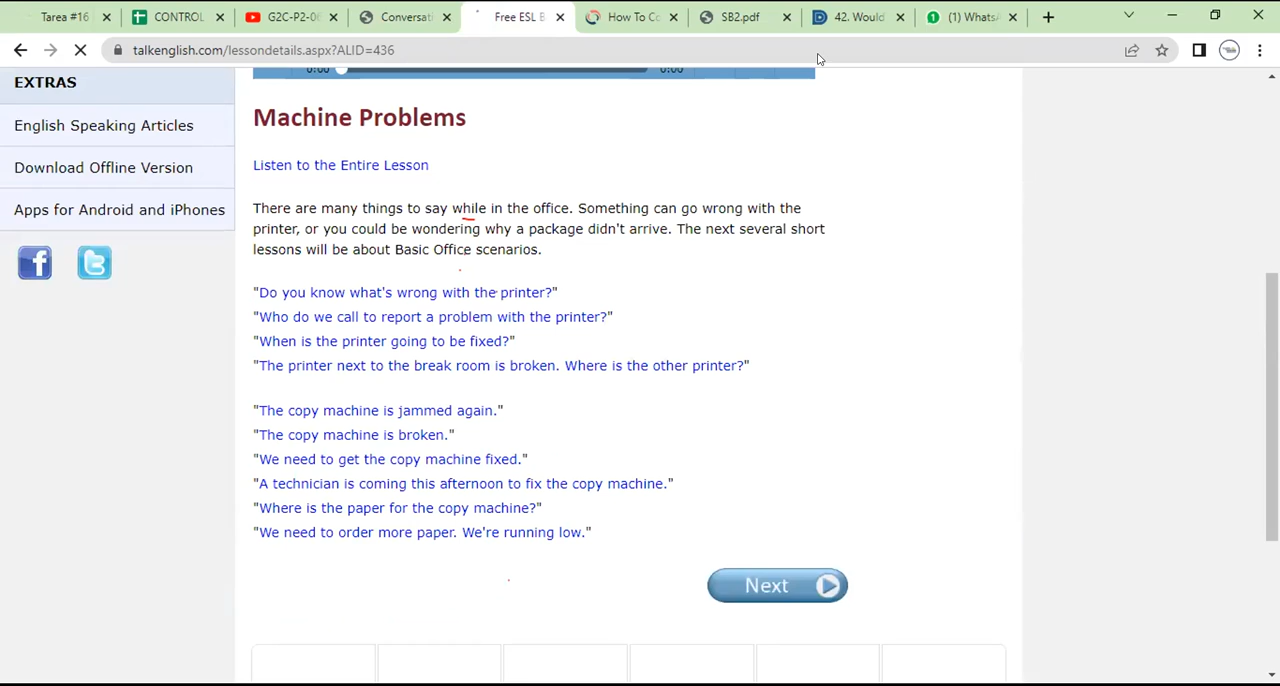 Tarea #16
CONTROL
G2C-P2-0
Conversati
Free ESL B
How To Co
SB2.pdf
42. Would
(1) Whats
talkenglish.com/lessondetails.aspx?ALID=436
EXTRAS
English Speaking Articles
Download Offline Version
Apps for Android and iPhones
0:00
0:00
Machine Problems
Listen to the Entire Lesson
There are many things to say while in the office. Something can go wrong with the
printer, or you could be wondering why a package didn't arrive. The next several short
lessons will be about Basic Office scenarios.
"Do you know what's wrong with the printer?"
"Who do we call to report a problem with the printer?"
"When is the printer going to be fixed?"
"The printer next to the break room is broken. Where is the other printer?"
"The copy machine is jammed again."
"The copy machine is broken."
"We need to get the copy machine fixed."
"A technician is coming this afternoon to fix the copy machine."
"Where is the paper for the copy machine?"
"We need to order more paper. We're running low."
Next